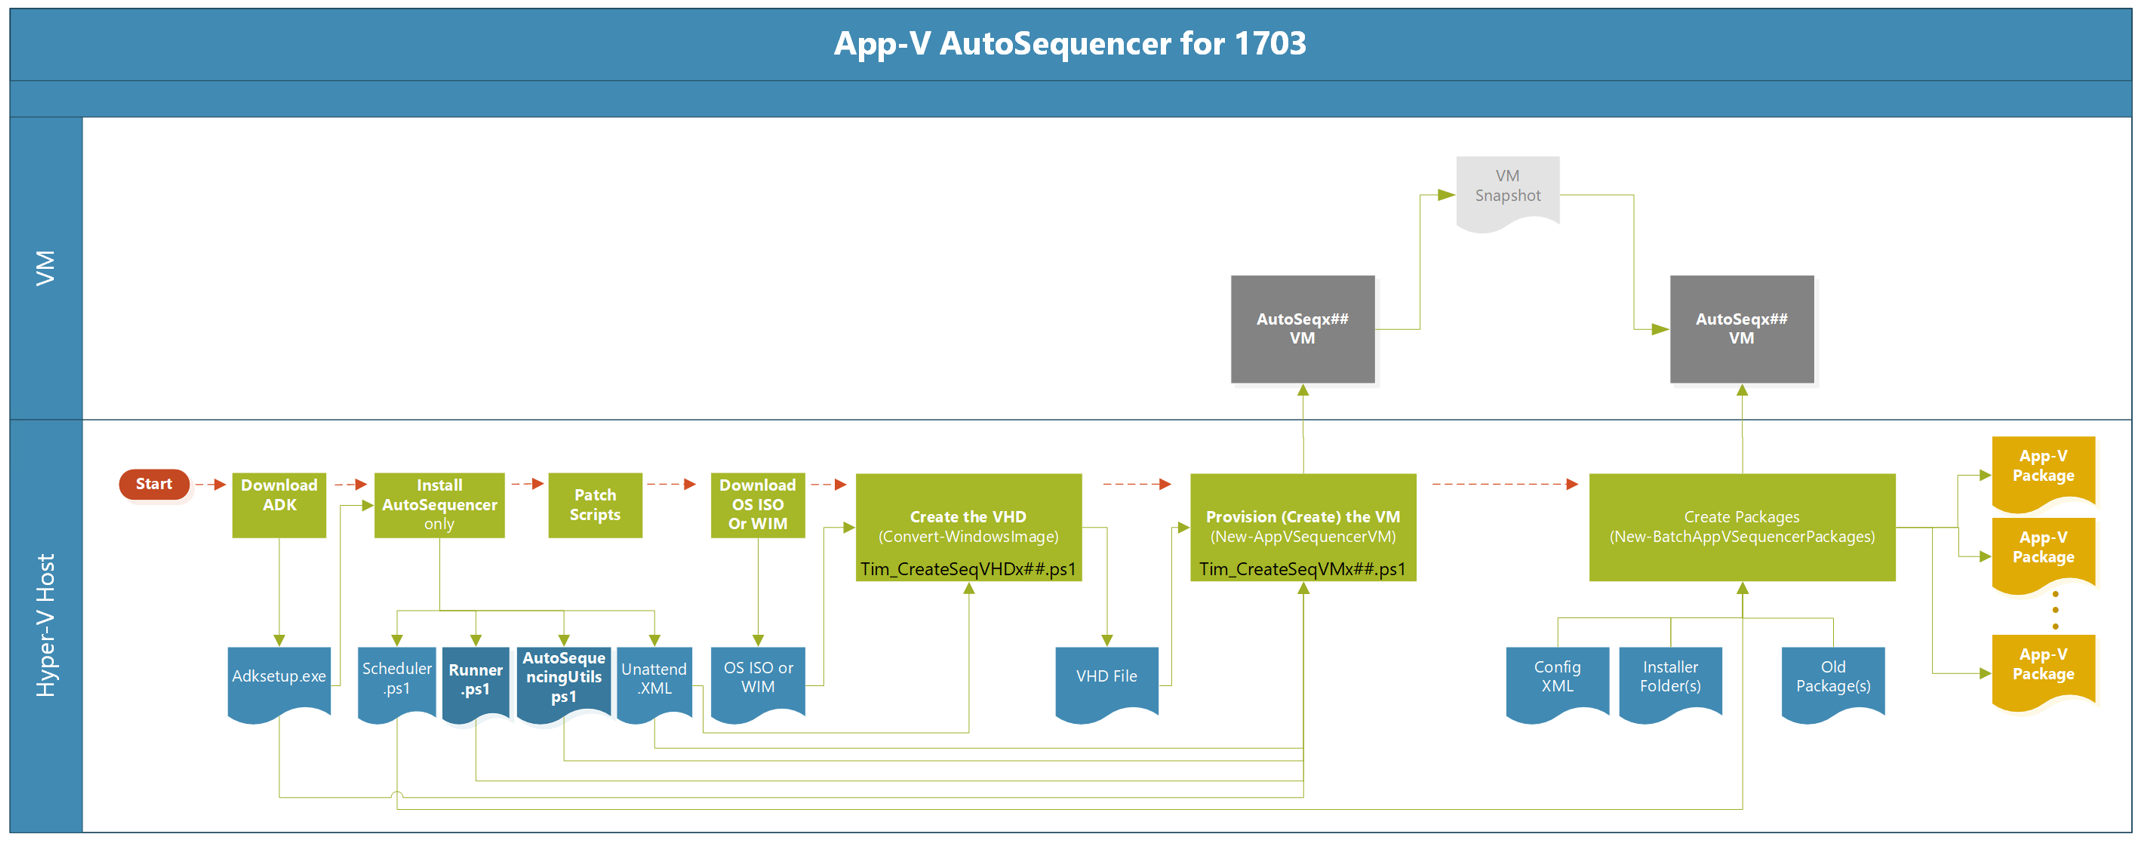 App-V AutoSequencer for 1703
VM
VM
Snapshot
AutoSeqx##
VM
AutoSeqx##
VM
Hyper-V Host
Start
Download
ADK
Install
AutoSequencer
only
Patch
Scripts
Download
OS ISO
Or WIM
Create the VHD
(Convert-WindowsImage)
Tim_CreateSeqVHDx##.ps1
Provision (Create) the VM
(New-AppVSequencerVM)
Tim_CreateSeqVMx##.ps1
Create Packages
(New-BatchAppVSequencerPackages)
App-V
Package
App-V
Package
App-V
Package
Adksetup.exe
Scheduler
.ps1
Runner
.ps1
AutoSeque
ncingUtils
ps1
Unattend
.XML
OS ISO or
WIM
VHD File
Config
XML
Installer
Folder(s)
Old
Package(s)